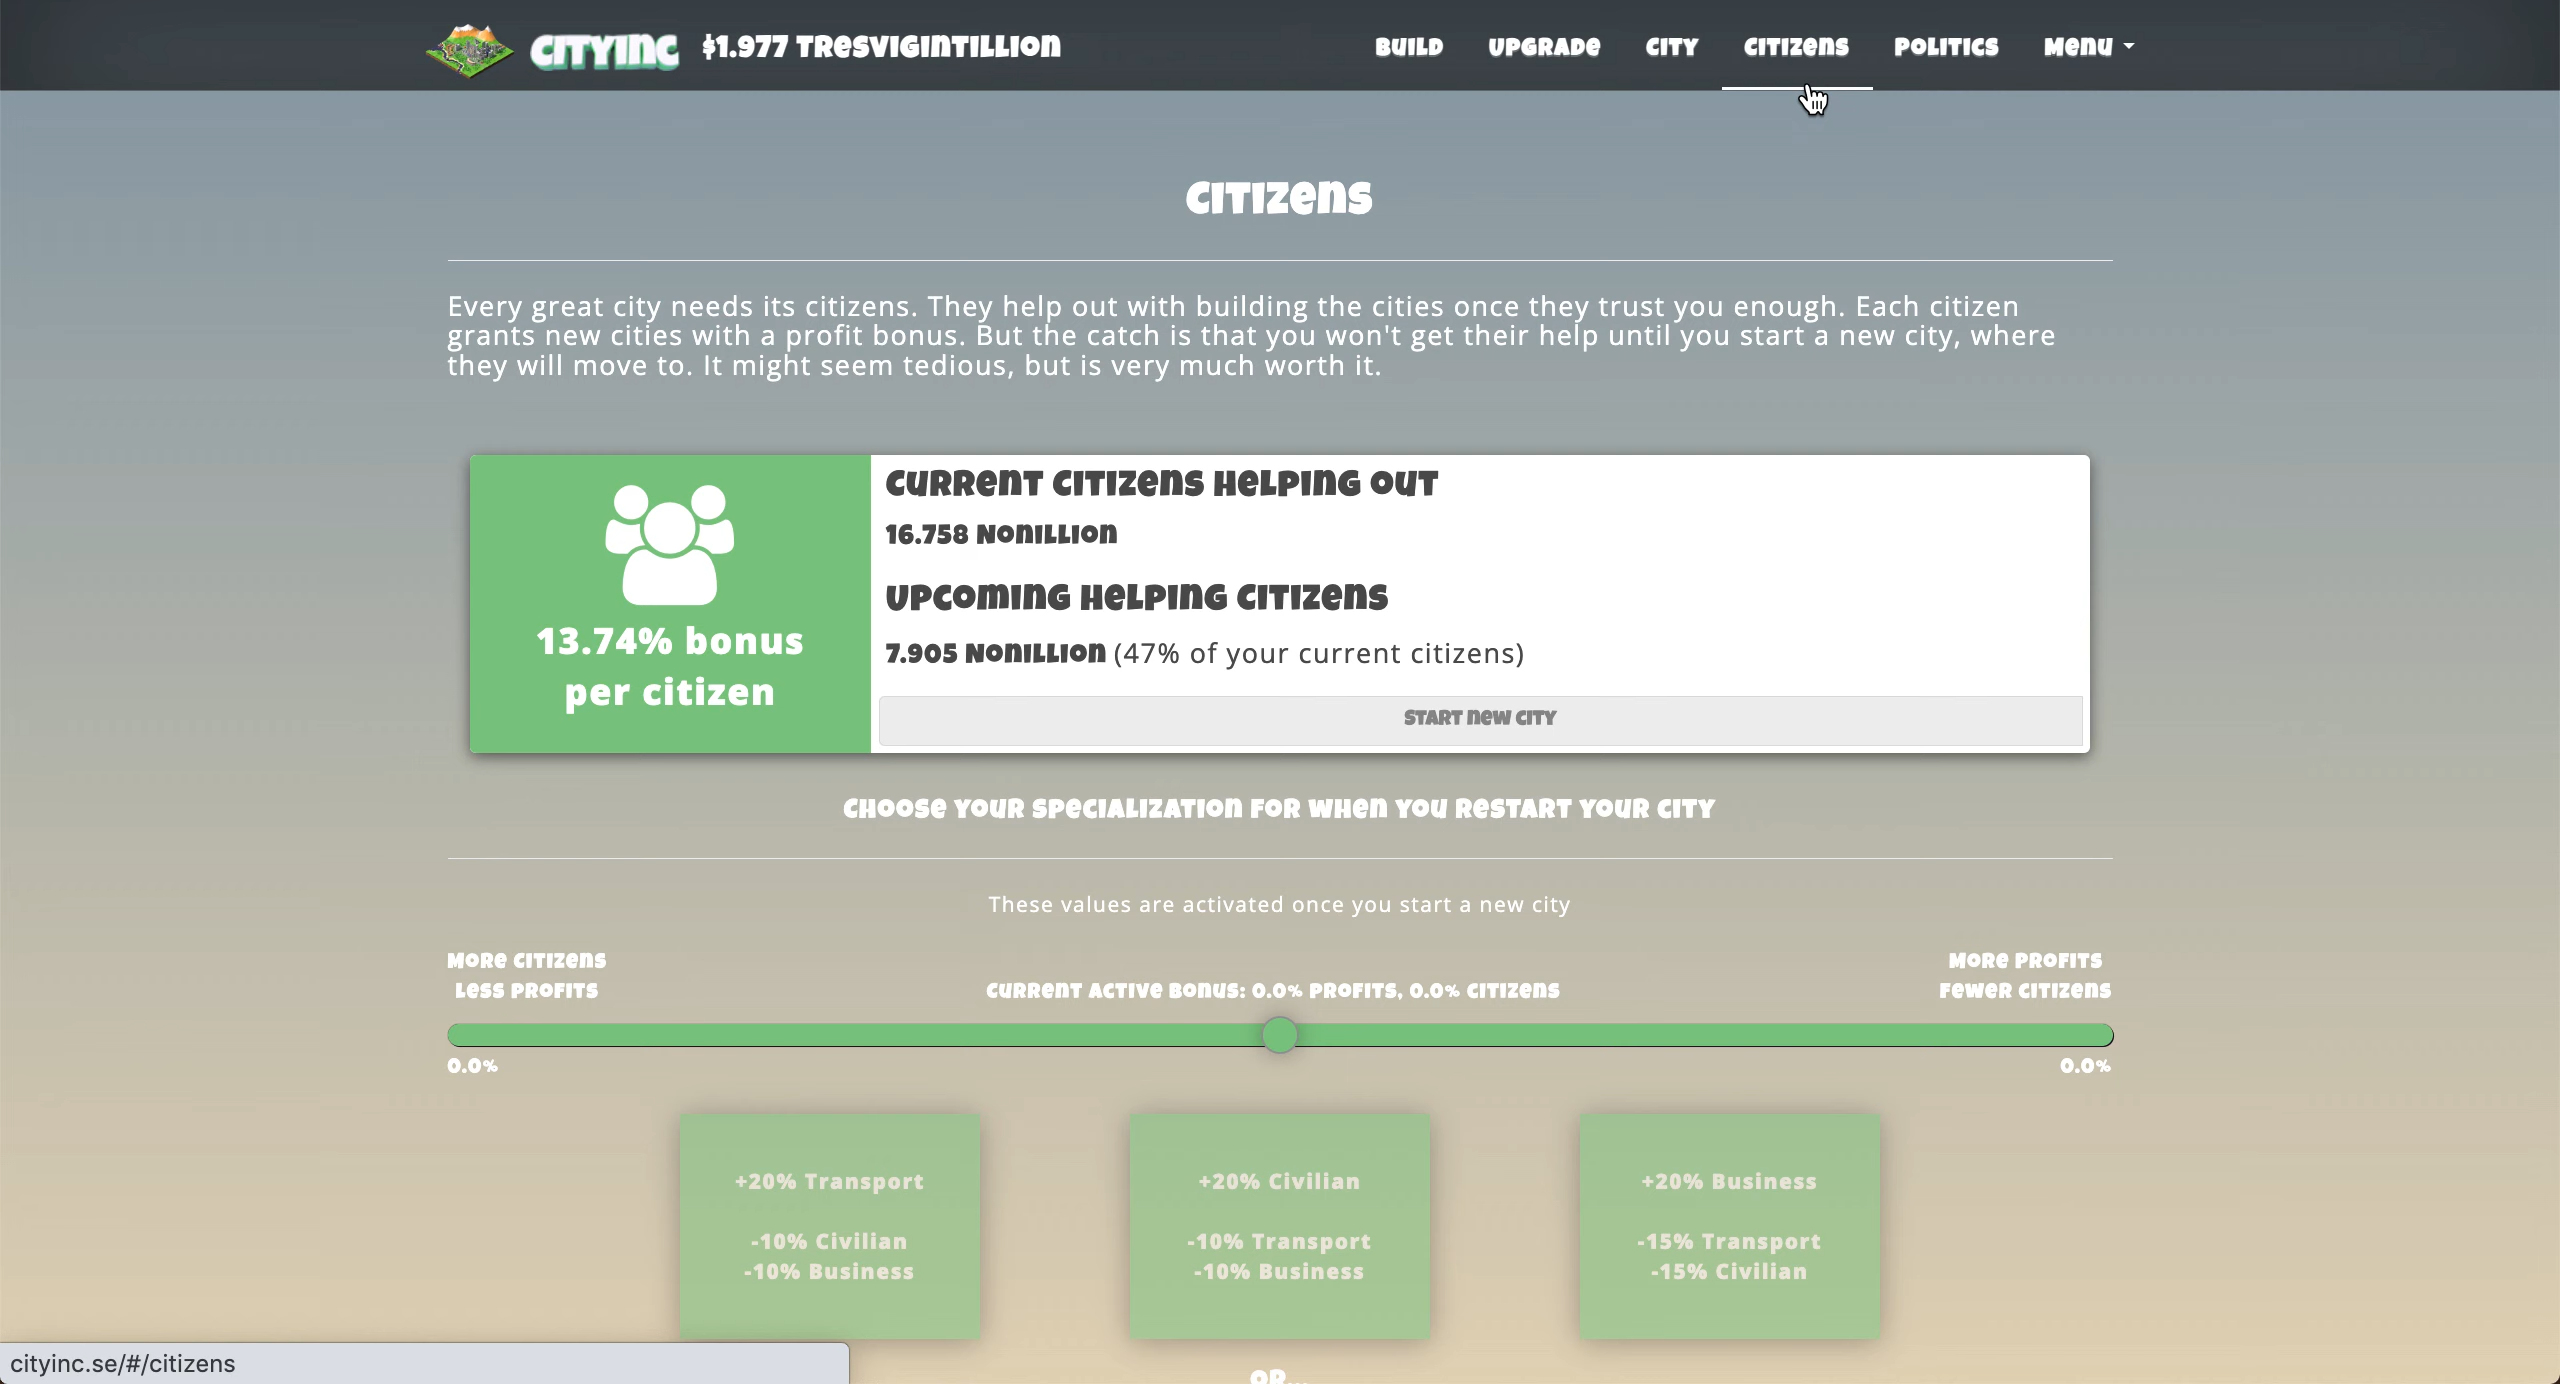 CITYINC $1.977 Tresvigintillion
Build Upgrade City Citizens Politics Menu
Citizens
Every great city needs its citizens. They help out with building the cities once they trust you enough. Each citizen
grants new cities with a profit bonus. But the catch is that you won't get their help until you start a new city, where
they will move to. It might seem tedious, but is very much worth it.
13.74% bonus
per citizen
Current citizens helping out
16.758 Nonillion
Upcoming helping citizens
7.905 Nonillion (47% of your current citizens)
Start new city
Choose your specialization for when you restart your city
These values are activated once you start a new city
More citizens
Less profits
Current active bonus: 0.0% profits, 0.0% citizens
More profits
Fewer citizens
0.0%
0.0%
+20% Transport
-10% Civilian
-10% Business
+20% Civilian
-10% Transport
-10% Business
+20% Business
-15% Transport
-15% Civilian
OR...
cityinc.se/#/citizens